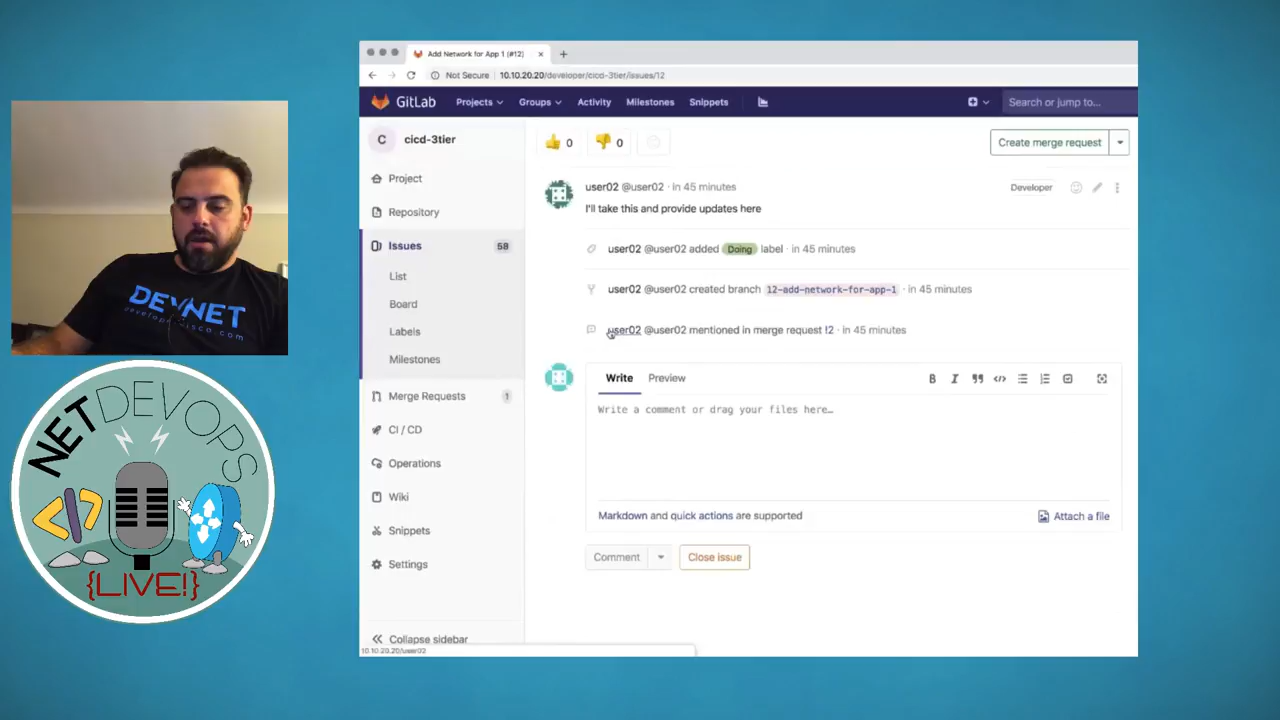 Add Network for App 1 (#12)
Not Secure 10.10.20.20/developer/cicd-3tier/issues/12
GitLab Projects Groups Activity Milestones Snippets Search or jump to...
C cicd-3tier
Project
Repository
Issues 58
List
Board
Labels
Milestones
Merge Requests 1
CI / CD
Operations
Wiki
Snippets
Settings
Collapse sidebar
10.10.20.20/user02
0 0 Create merge request
user02 @user02 · in 45 minutes Developer
I'll take this and provide updates here
user02 @user02 added Doing label · in 45 minutes
user02 @user02 created branch 12-add-network-for-app-1 · in 45 minutes
user02 @user02 mentioned in merge request !2 · in 45 minutes
Write Preview
Write a comment or drag your files here...
Markdown and quick actions are supported Attach a file
Comment Close issue
DEVNET
NETDEVOPS
</>
{LIVE!}